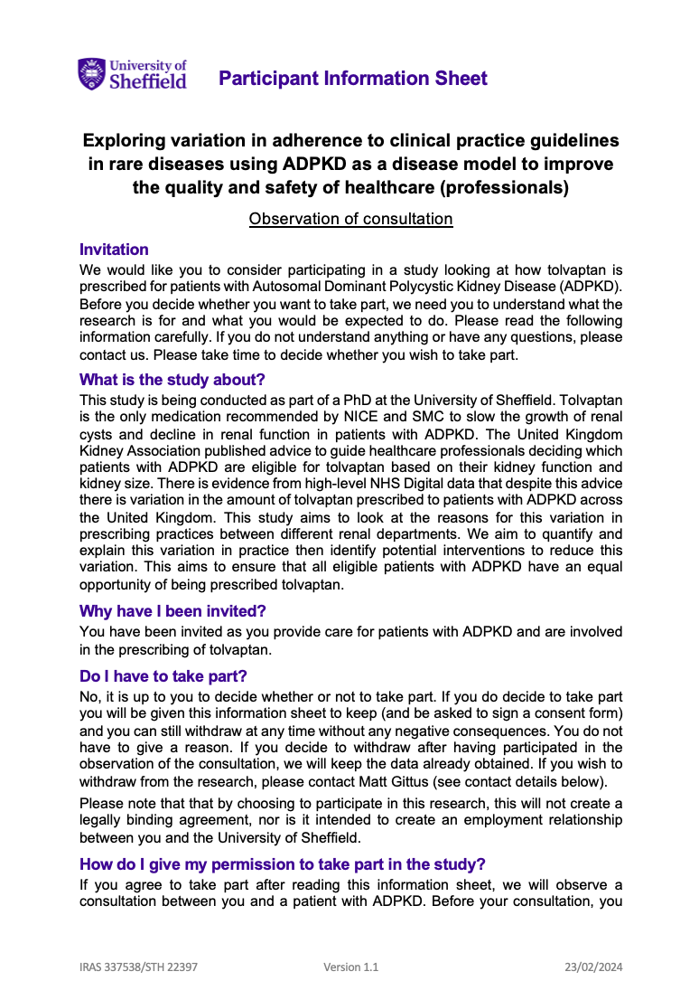 University of
Sheffield
Participant Information Sheet
Exploring variation in adherence to clinical practice guidelines
in rare diseases using ADPKD as a disease model to improve
the quality and safety of healthcare (professionals)
Observation of consultation
Invitation
We would like you to consider participating in a study looking at how tolvaptan is
prescribed for patients with Autosomal Dominant Polycystic Kidney Disease (ADPKD).
Before you decide whether you want to take part, we need you to understand what the
research is for and what you would be expected to do. Please read the following
information carefully. If you do not understand anything or have any questions, please
contact us. Please take time to decide whether you wish to take part.
What is the study about?
This study is being conducted as part of a PhD at the University of Sheffield. Tolvaptan
is the only medication recommended by NICE and SMC to slow the growth of renal
cysts and decline in renal function in patients with ADPKD. The United Kingdom
Kidney Association published advice to guide healthcare professionals deciding which
patients with ADPKD are eligible for tolvaptan based on their kidney function and
kidney size. There is evidence from high-level NHS Digital data that despite this advice
there is variation in the amount of tolvaptan prescribed to patients with ADPKD across
the United Kingdom. This study aims to look at the reasons for this variation in
prescribing practices between different renal departments. We aim to quantify and
explain this variation in practice then identify potential interventions to reduce this
variation. This aims to ensure that all eligible patients with ADPKD have an equal
opportunity of being prescribed tolvaptan.
Why have I been invited?
You have been invited as you provide care for patients with ADPKD and are involved
in the prescribing of tolvaptan.
Do I have to take part?
No, it is up to you to decide whether or not to take part. If you do decide to take part
you will be given this information sheet to keep (and be asked to sign a consent form)
and you can still withdraw at any time without any negative consequences. You do not
have to give a reason. If you decide to withdraw after having participated in the
observation of the consultation, we will keep the data already obtained. If you wish to
withdraw from the research, please contact Matt Gittus (see contact details below).
Please note that that by choosing to participate in this research, this will not create a
legally binding agreement, nor is it intended to create an employment relationship
between you and the University of Sheffield.
How do I give my permission to take part in the study?
If you agree to take part after reading this information sheet, we will observe a
consultation between you and a patient with ADPKD. Before your consultation, you
IRAS 337538/STH 22397
Version 1.1
23/02/2024